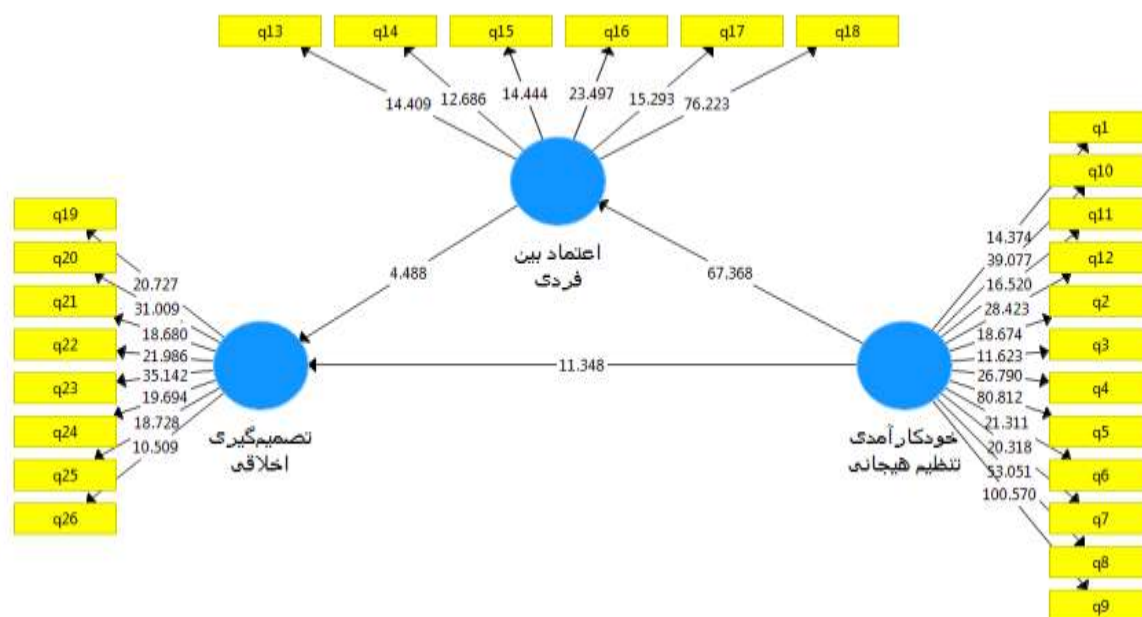 q13
q14
q15
q16
q17
q18
14.409
12.686
14.444
23.497
15.293
76.223
اعتماد بین
فردی
4.488
67.368
11.348
q19
q20
q21
q22
q23
q24
q25
q26
20.727
31.009
18.680
21.986
35.142
19.694
18.728
10.509
تصمیم‌گیری
اخلاقی
خودکارآمدی
تنظیم هیجانی
14.374
39.077
16.520
28.423
18.674
11.623
26.790
80.812
21.311
20.318
53.051
100.570
q1
q10
q11
q12
q2
q3
q4
q5
q6
q7
q8
q9